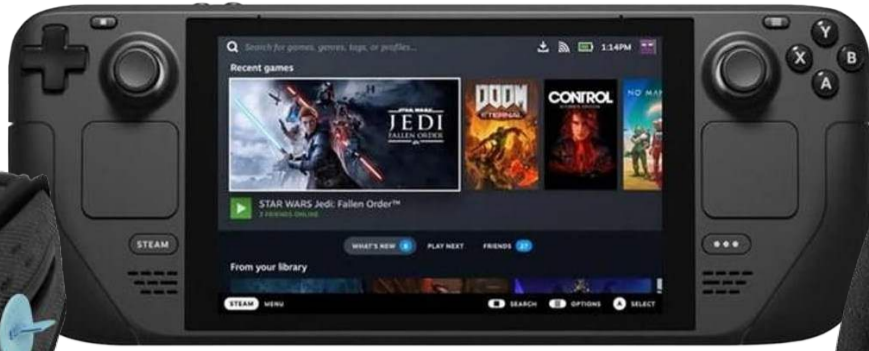 Search for games, genres, tags, or profiles...
1:14PM
Recent games
STAR WARS
JEDI
FALLEN ORDER
DOOM
ETERNAL
CONTROL
NO MAN
STAR WARS Jedi: Fallen Order™
2 FRIENDS ONLINE
WHAT'S NEW
PLAY NEXT
FRIENDS 27
From your library
STEAM MENU
SEARCH
OPTIONS
A SELECT
STEAM
Y
X
B
A